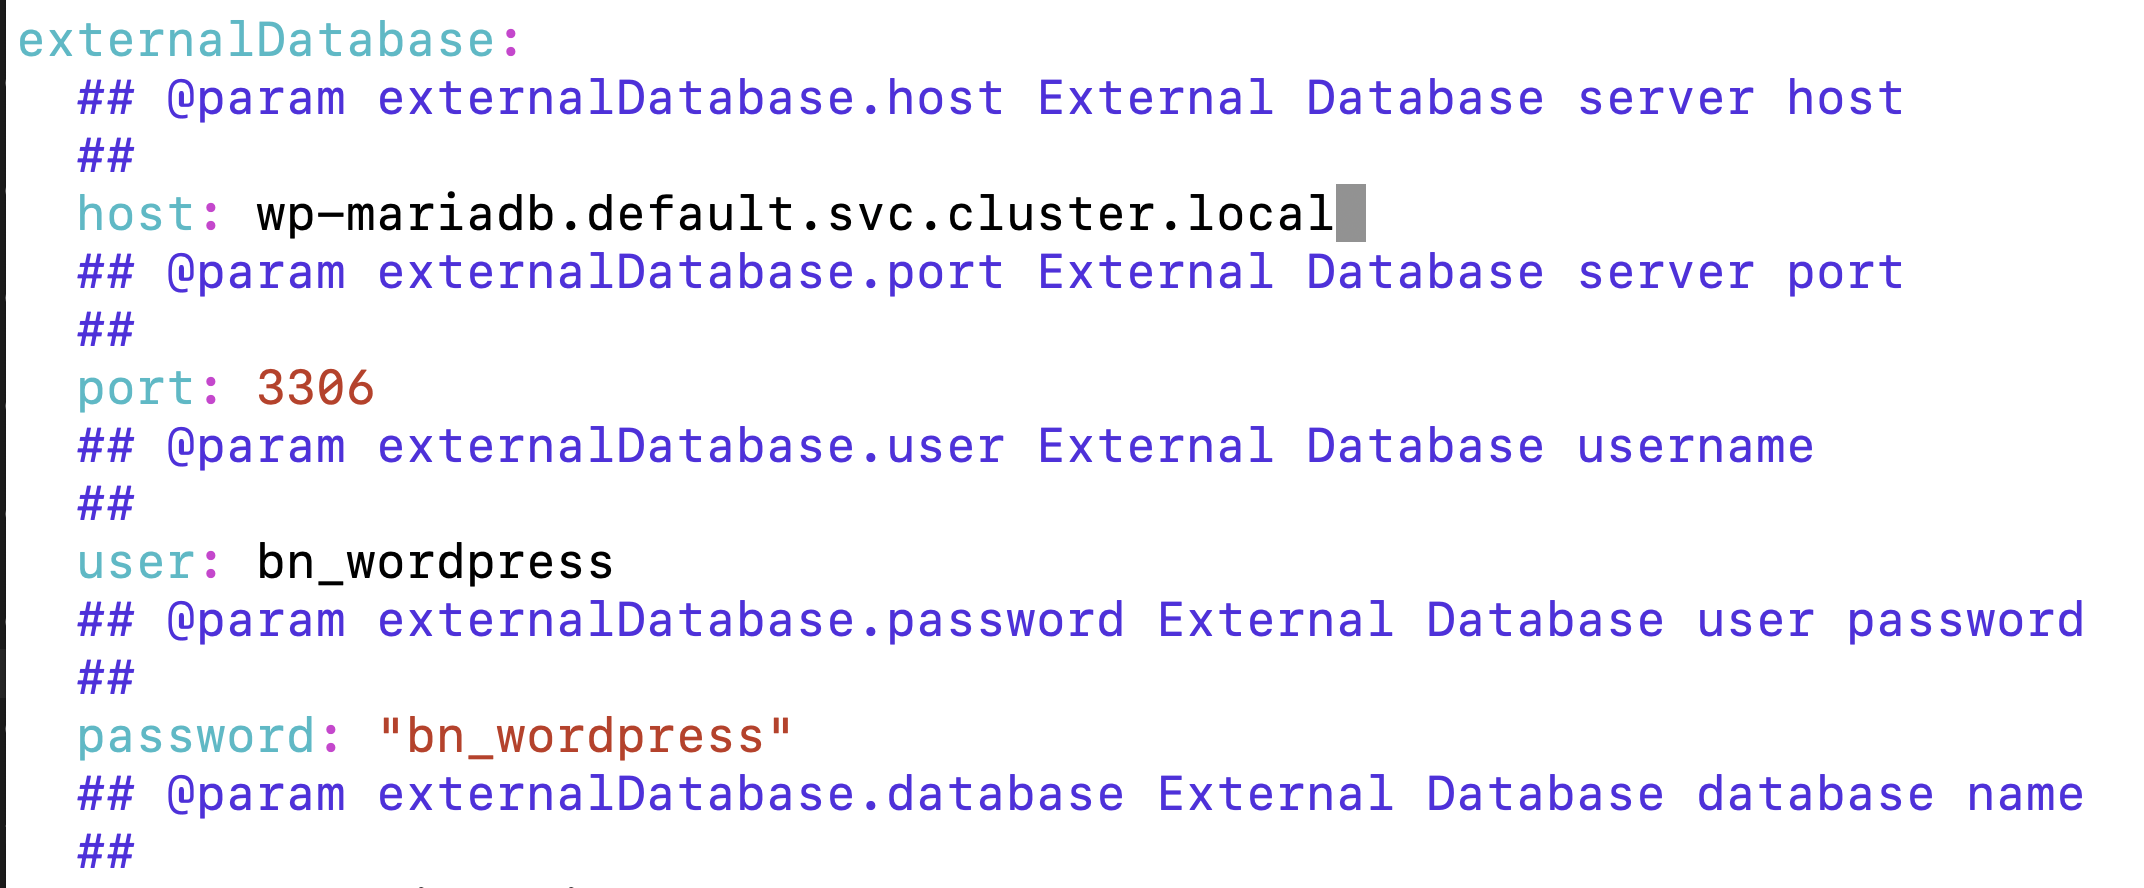 externalDatabase:
## @param externalDatabase.host External Database server host
##
host: wp-mariadb.default.svc.cluster.local
## @param externalDatabase.port External Database server port
##
port: 3306
## @param externalDatabase.user External Database username
##
user: bn_wordpress
## @param externalDatabase.password External Database user password
##
password: "bn_wordpress"
## @param externalDatabase.database External Database database name
##